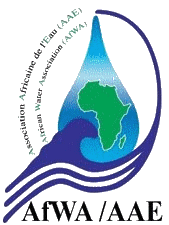 Association Africaine de l'Eau (AAE)
African Water Association (AfWA)
AfWA /AAE